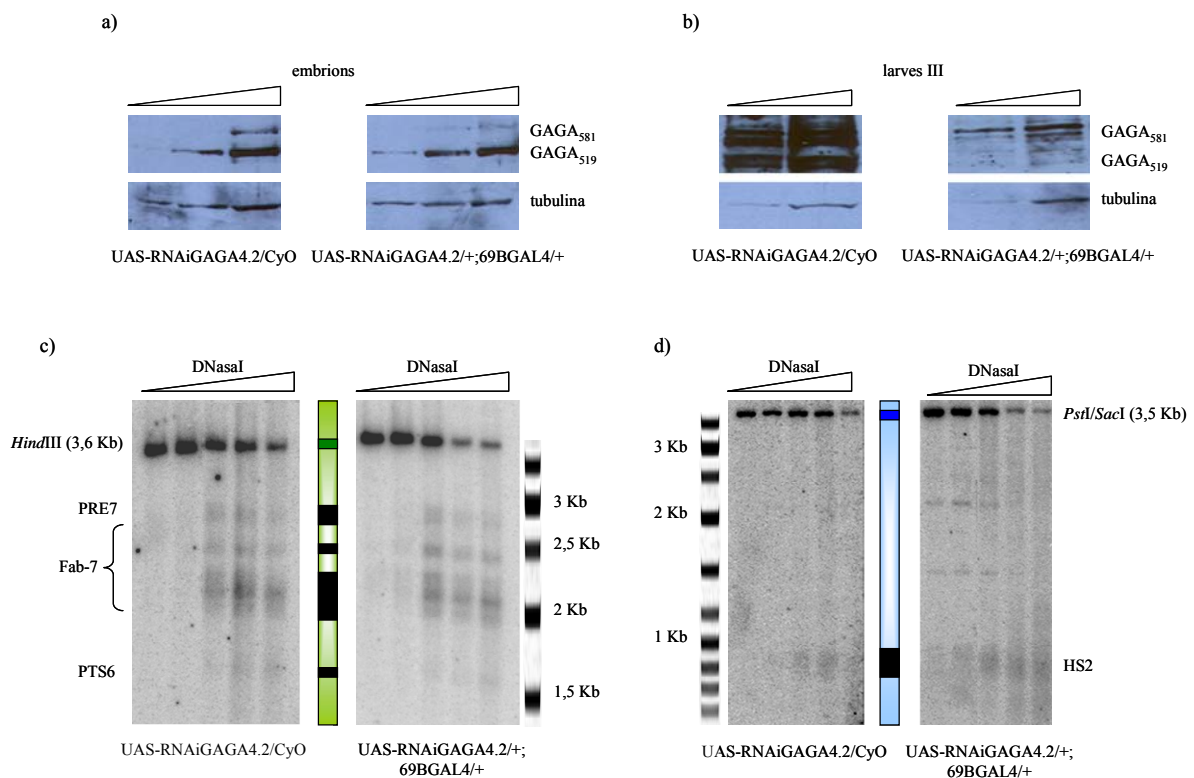 a)
embrions
GAGA581
GAGA519
tubulina
UAS-RNAiGAGA4.2/CyO
UAS-RNAiGAGA4.2/+;69BGAL4/+
b)
larves III
GAGA581
GAGA519
tubulina
UAS-RNAiGAGA4.2/CyO
UAS-RNAiGAGA4.2/+;69BGAL4/+
c)
DNasaI
DNasaI
HindIII (3,6 Kb)
PRE7
Fab-7
PTS6
3 Kb
2,5 Kb
2 Kb
1,5 Kb
UAS-RNAiGAGA4.2/CyO
UAS-RNAiGAGA4.2/+;
69BGAL4/+
d)
DNasaI
DNasaI
3 Kb
2 Kb
1 Kb
PstI/SacI (3,5 Kb)
HS2
UAS-RNAiGAGA4.2/CyO
UAS-RNAiGAGA4.2/+;
69BGAL4/+